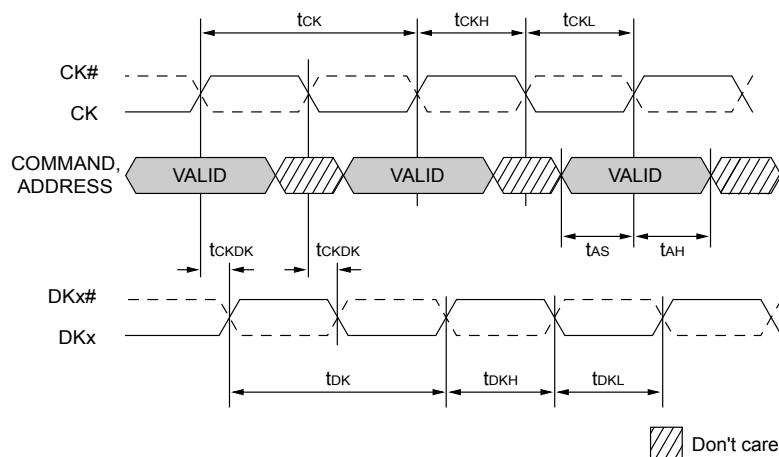 tCK tCKH tCKL
CK#
CK
COMMAND,
ADDRESS
VALID VALID VALID
tCKDK tCKDK tAS tAH
DKx#
DKx
tDK tDKH tDKL
Don't care